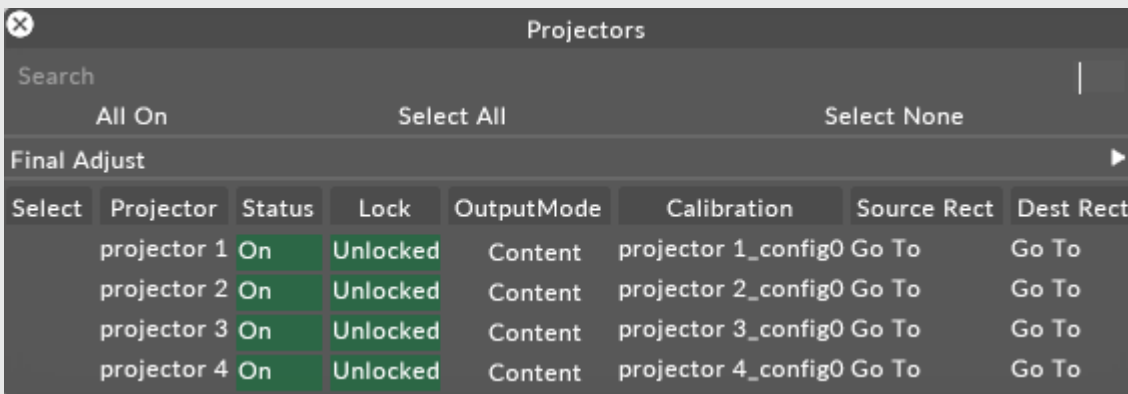 Projectors
Search
All On Select All Select None
Final Adjust
Select Projector Status Lock OutputMode Calibration Source Rect Dest Rect
projector 1 On Unlocked Content projector 1_config0 Go To Go To
projector 2 On Unlocked Content projector 2_config0 Go To Go To
projector 3 On Unlocked Content projector 3_config0 Go To Go To
projector 4 On Unlocked Content projector 4_config0 Go To Go To